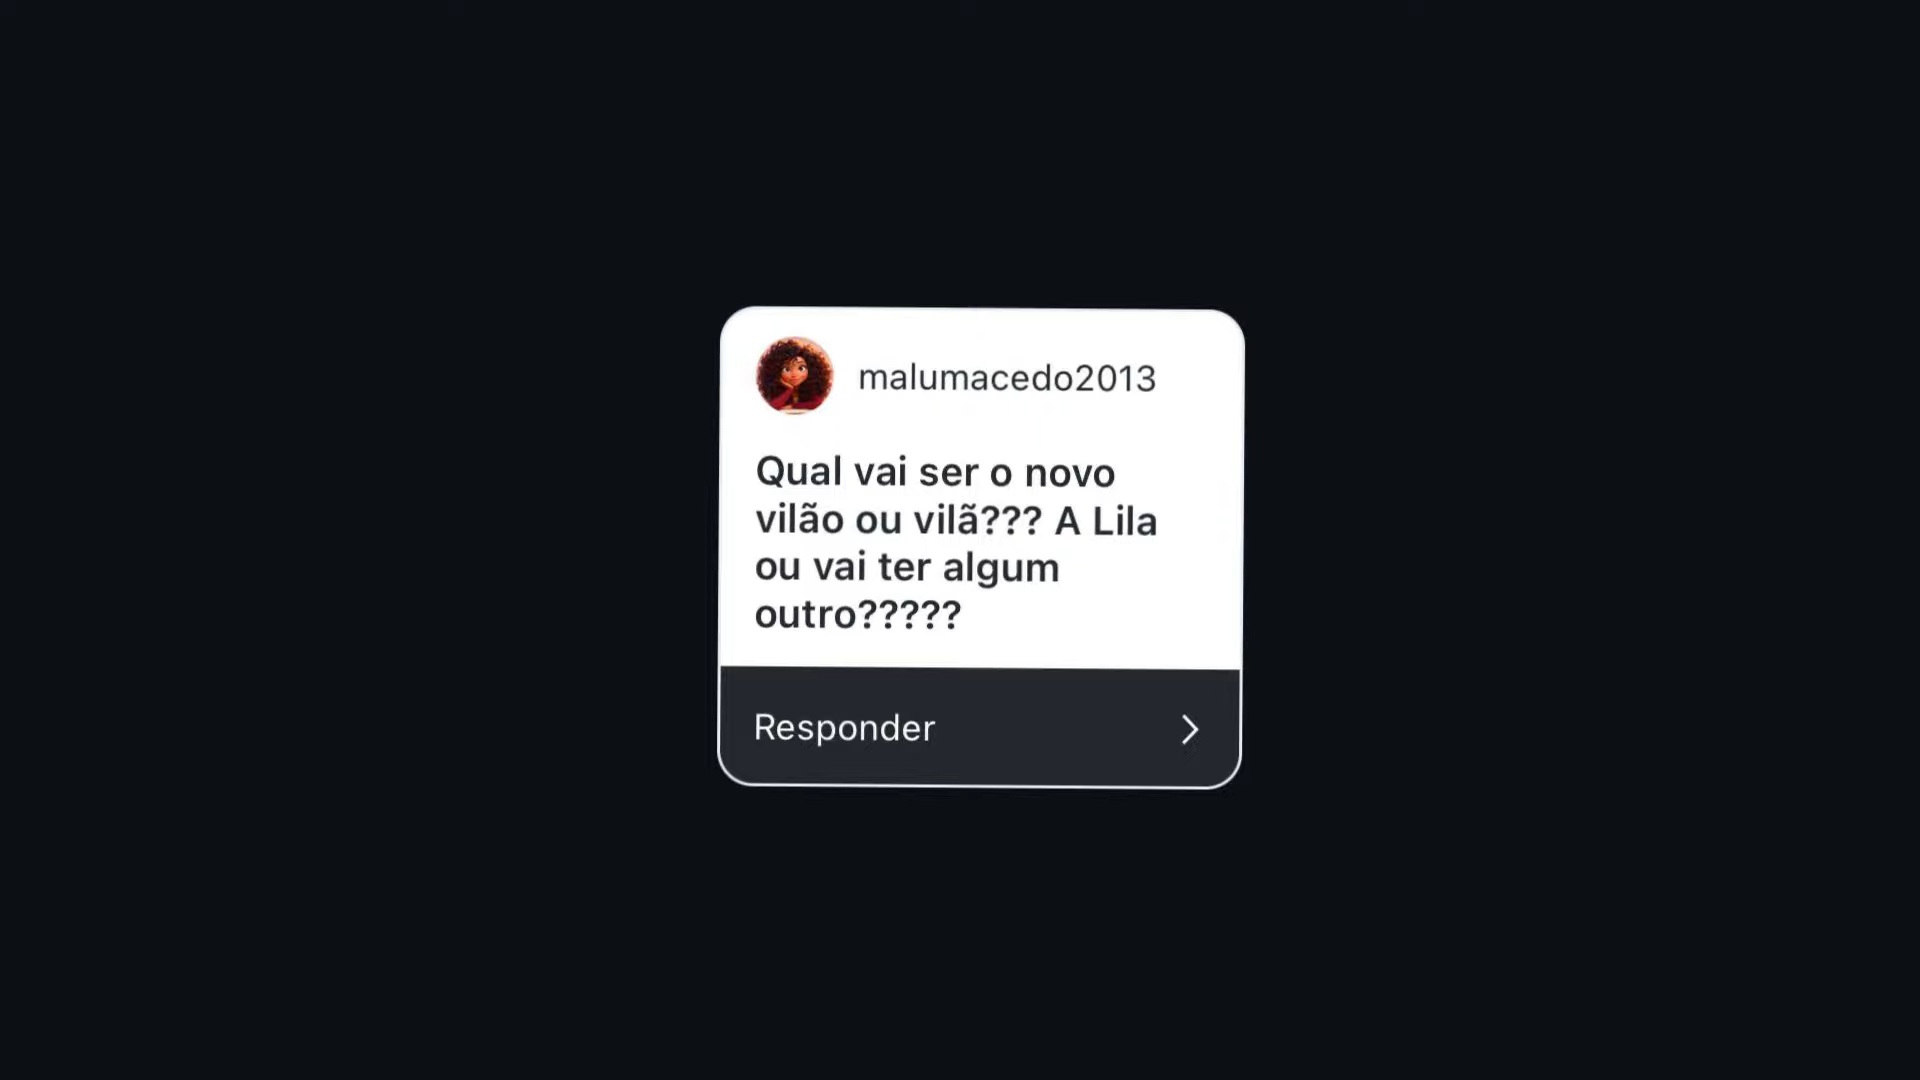 malumacedo2013
Qual vai ser o novo
vilão ou vilã??? A Lila
ou vai ter algum
outro?????
Responder